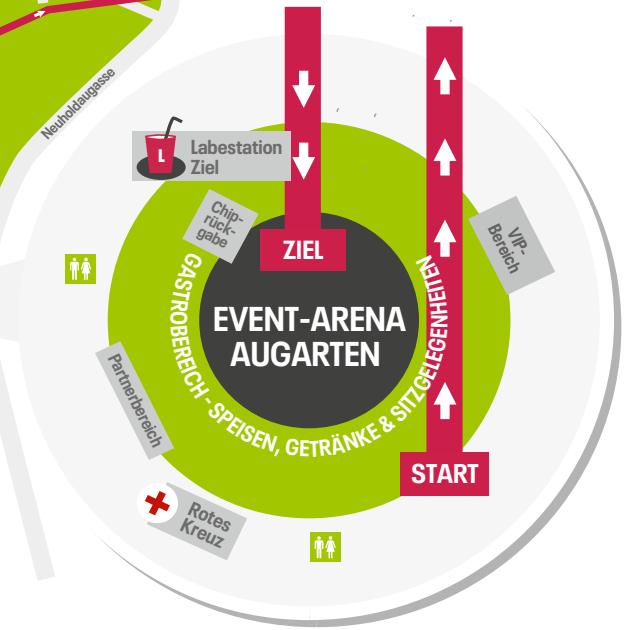 Neuholdaugasse
L
Labestation
Ziel
Chip-
rück-
gabe
ZIEL
VIP-
Bereich
EVENT-ARENA
AUGARTEN
GASTROBEREICH - SPEISEN, GETRÄNKE & SITZGELEGENHEITEN
Partnerbereich
START
Rotes
Kreuz